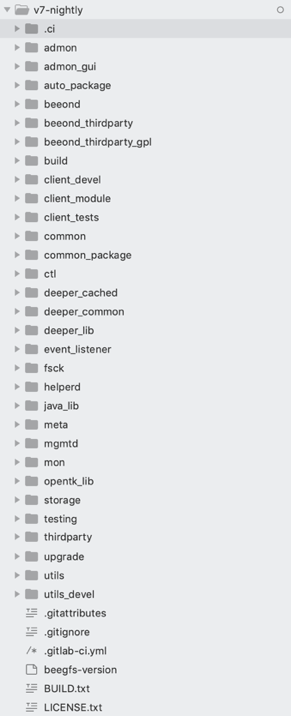 v7-nightly
.ci
admon
admon_gui
auto_package
beeond
beeond_thirdparty
beeond_thirdparty_gpl
build
client_devel
client_module
client_tests
common
common_package
ctl
deeper_cached
deeper_common
deeper_lib
event_listener
fsck
helperd
java_lib
meta
mgmtd
mon
opentk_lib
storage
testing
thirdparty
upgrade
utils
utils_devel
.gitattributes
.gitignore
/* .gitlab-ci.yml
beegfs-version
BUILD.txt
LICENSE.txt